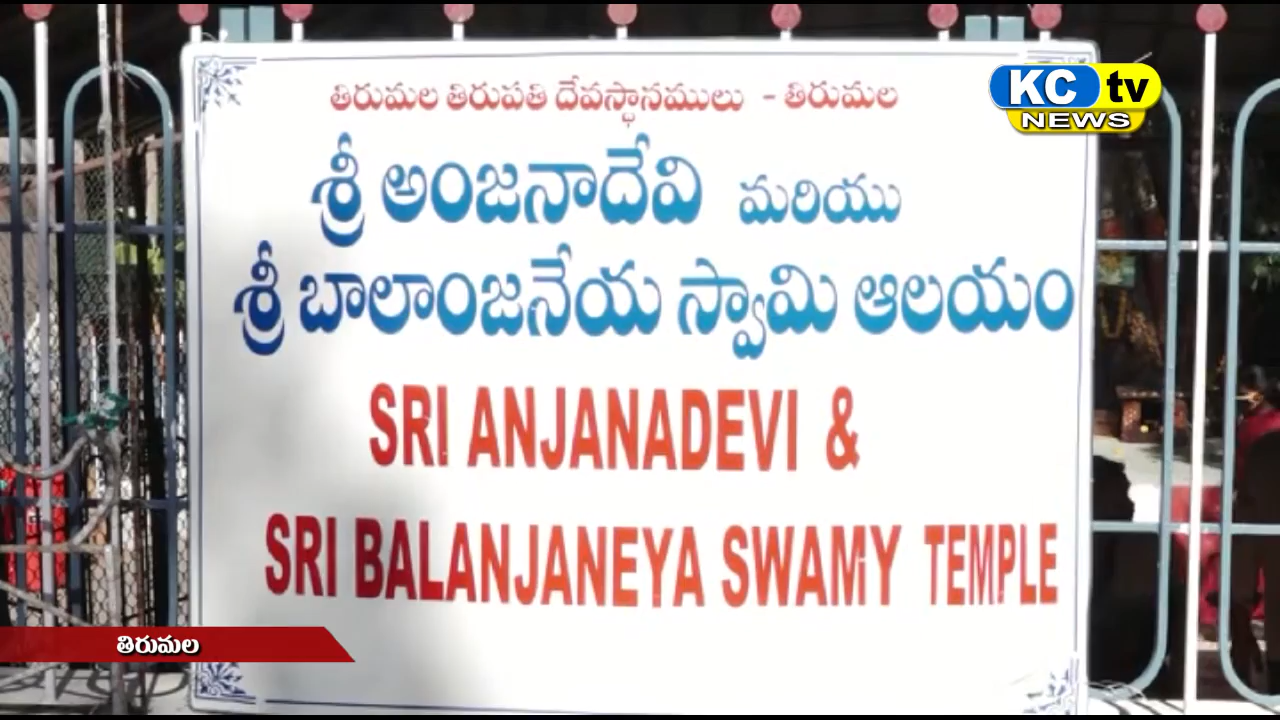 తిరుమల తిరుపతి దేవస్థానములు - తిరుమల
KC tv
NEWS
శ్రీ అంజనాదేవి మరియు
శ్రీ బాలాంజనేయ స్వామి ఆలయం
SRI ANJANADEVI &
SRI BALANJANEYA SWAMY TEMPLE
తిరుమల